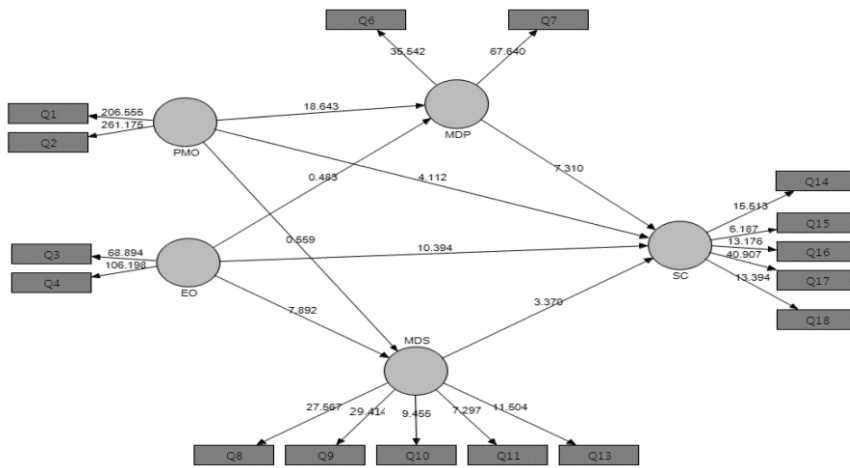 Q6
Q7
35.542
67.640
Q1
206.555
261.175
Q2
PMO
18.643
MDP
0.483
4.112
7.310
Q14
15.513
Q15
6.187
13.176
Q16
40.907
Q17
13.394
Q18
SC
Q3
68.894
106.198
Q4
EO
0.559
10.394
7.892
3.370
MDS
27.567
29.414
9.455
7.297
11.504
Q8
Q9
Q10
Q11
Q13